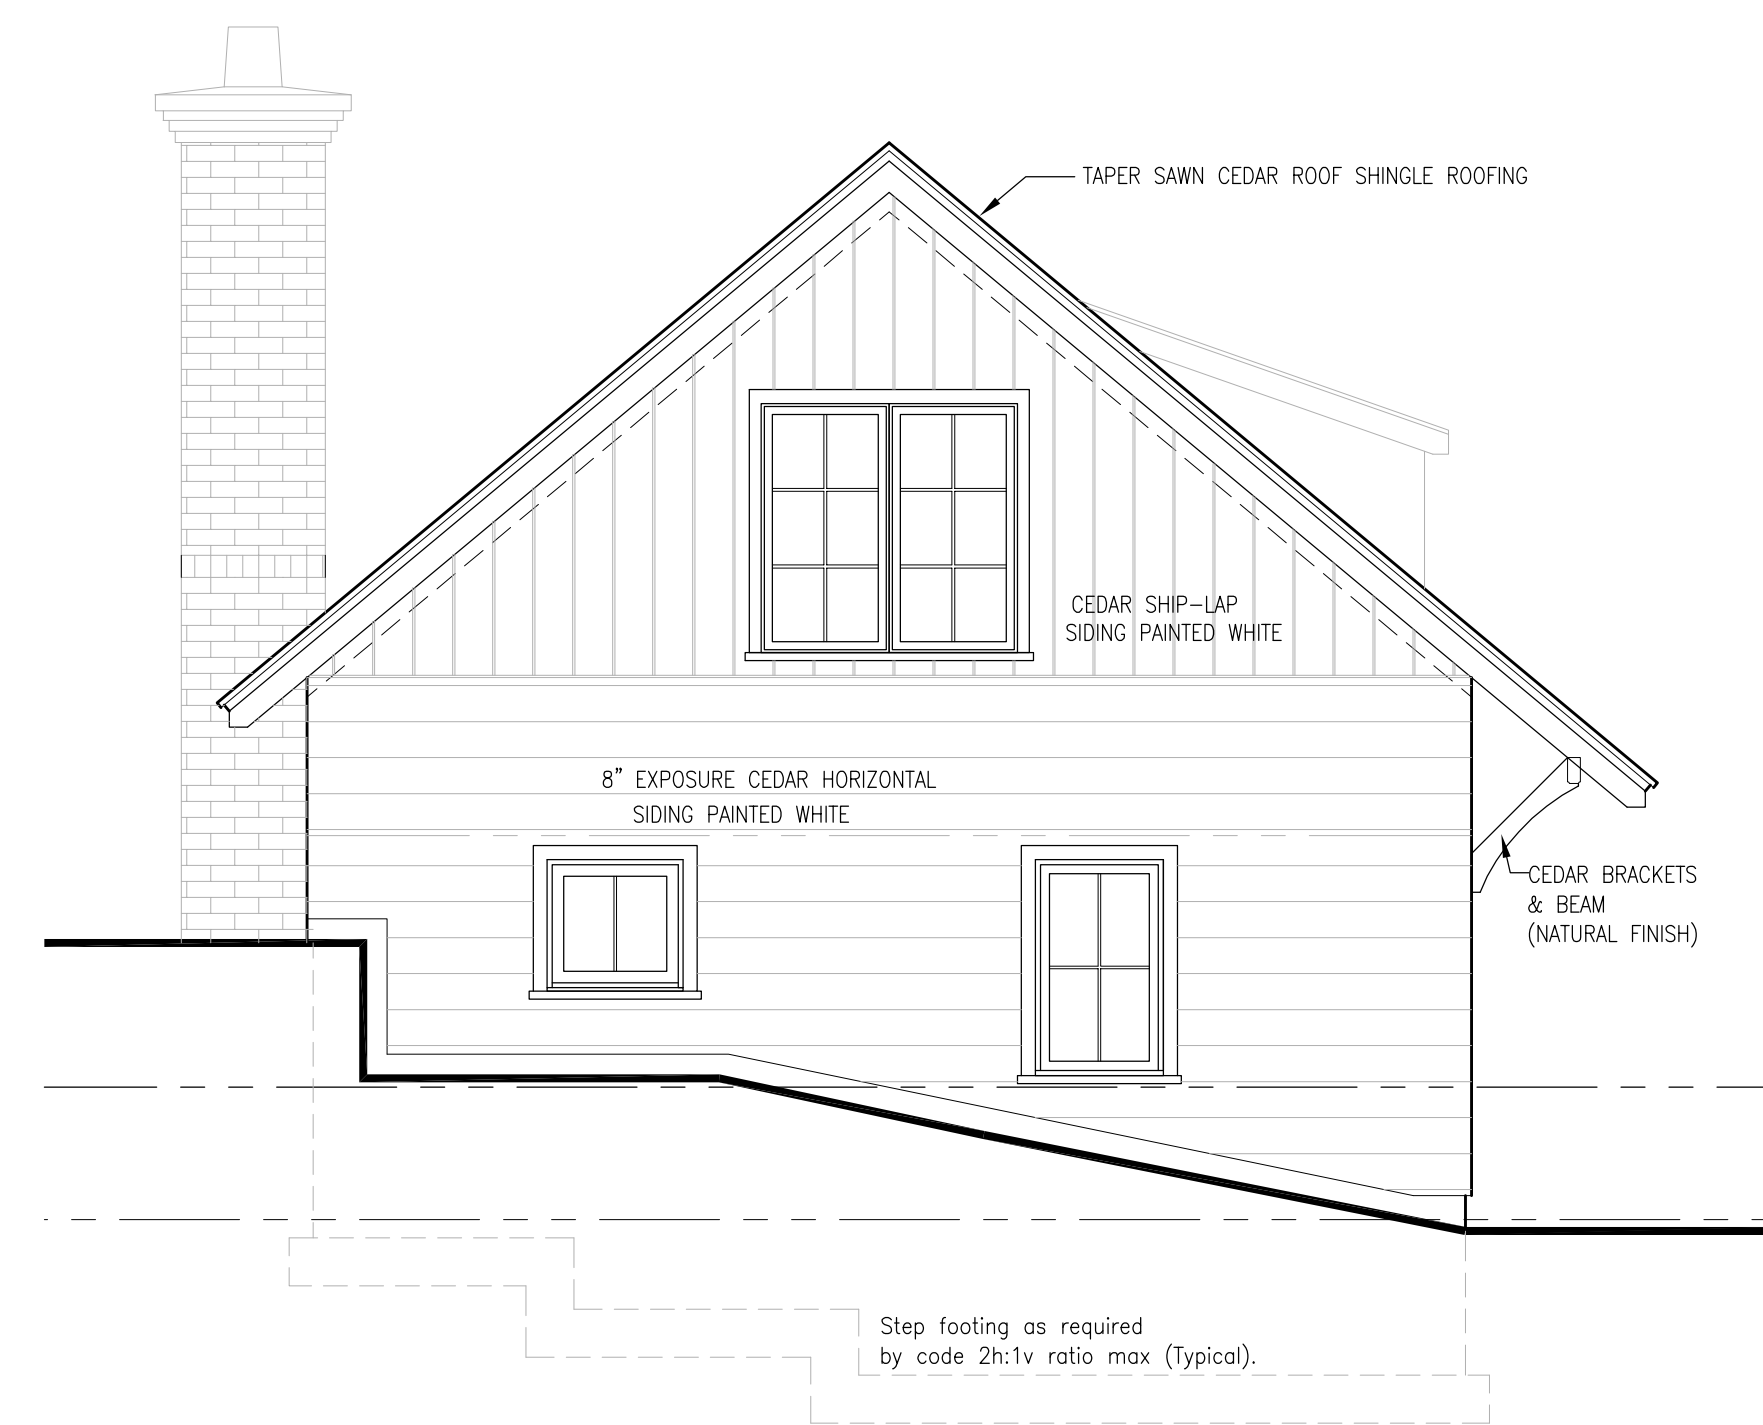 TAPER SAWN CEDAR ROOF SHINGLE ROOFING
CEDAR SHIP-LAP
SIDING PAINTED WHITE
8” EXPOSURE CEDAR HORIZONTAL
SIDING PAINTED WHITE
CEDAR BRACKETS
& BEAM
(NATURAL FINISH)
Step footing as required
by code 2h:1v ratio max (Typical).